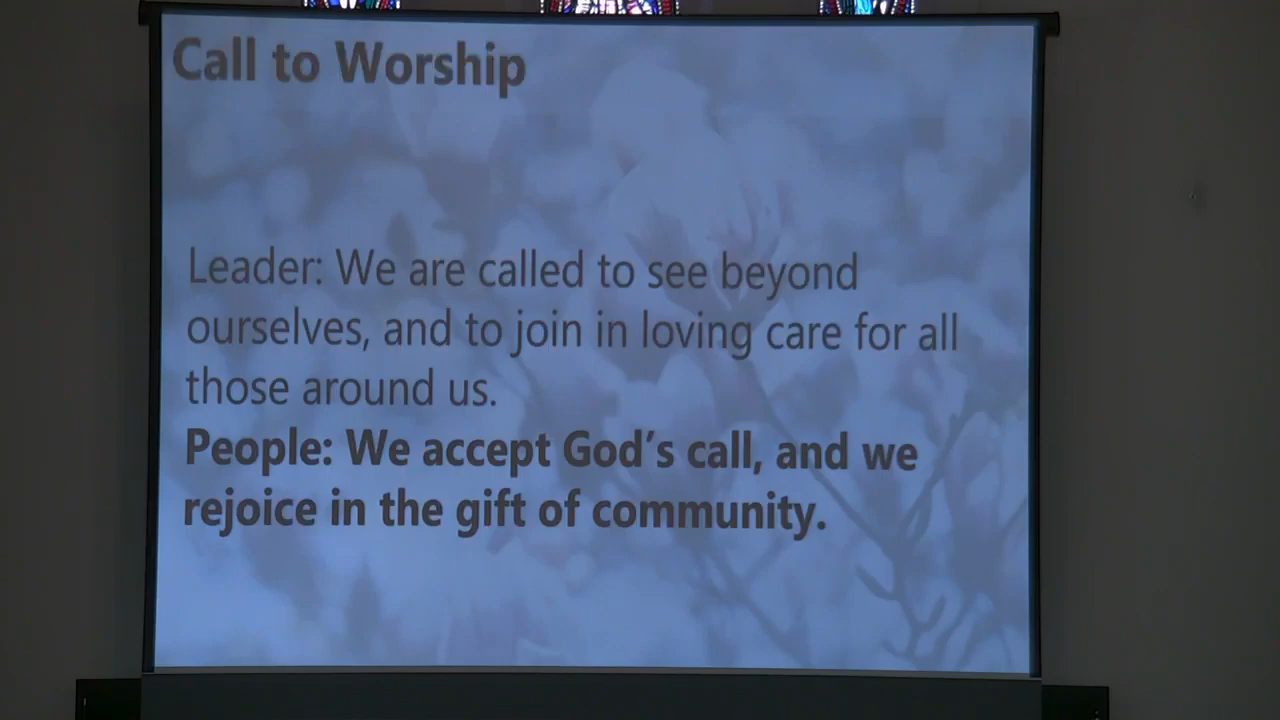 Call to Worship
Leader: We are called to see beyond
ourselves, and to join in loving care for all
those around us.
People: We accept God’s call, and we
rejoice in the gift of community.